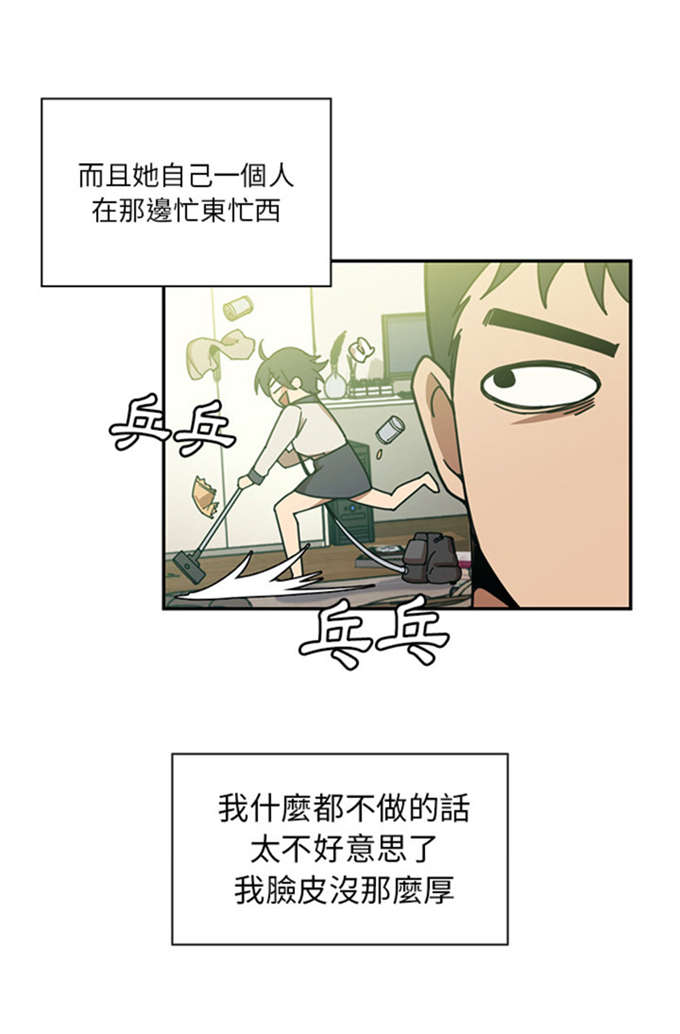 而且她自己一個人
在那邊忙東忙西
乒乓
乒乓
我什麼都不做的話
太不好意思了
我臉皮沒那麼厚